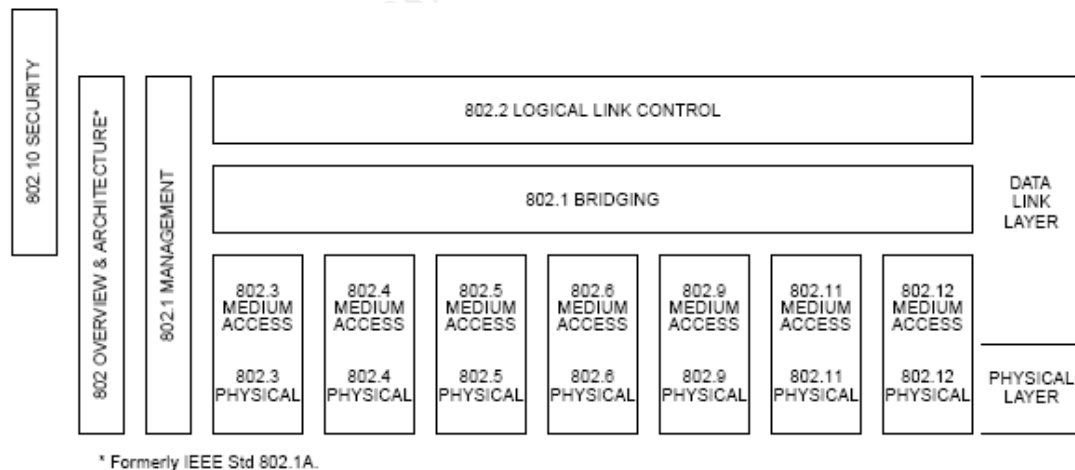 802.10 SECURITY
802 OVERVIEW & ARCHITECTURE*
802.1 MANAGEMENT
802.2 LOGICAL LINK CONTROL
802.1 BRIDGING
DATA
LINK
LAYER
802.3
MEDIUM
ACCESS
802.4
MEDIUM
ACCESS
802.5
MEDIUM
ACCESS
802.6
MEDIUM
ACCESS
802.9
MEDIUM
ACCESS
802.11
MEDIUM
ACCESS
802.12
MEDIUM
ACCESS
802.3
PHYSICAL
802.4
PHYSICAL
802.5
PHYSICAL
802.6
PHYSICAL
802.9
PHYSICAL
802.11
PHYSICAL
802.12
PHYSICAL
PHYSICAL
LAYER
* Formerly IEEE Std 802.1A.